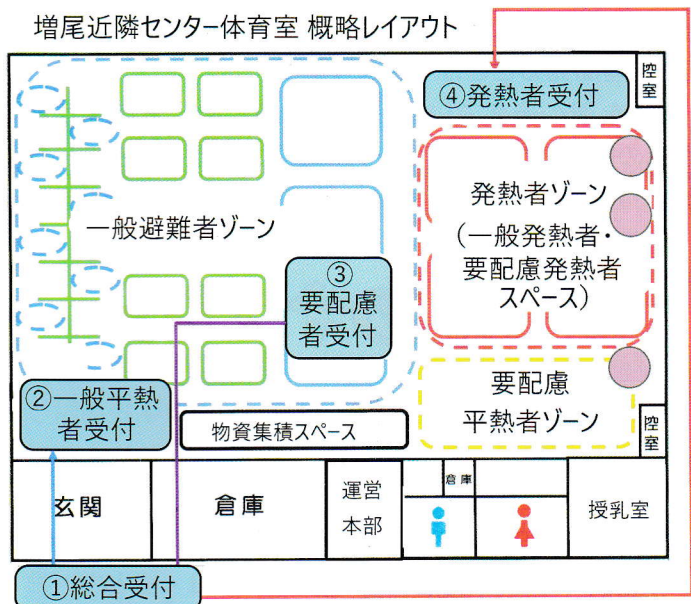 増尾近隣センター体育室 概略レイアウト
④発熱者受付
控室
発熱者ゾーン
（一般発熱者・
要配慮発熱者
スペース）
一般避難者ゾーン
③
要配慮
者受付
要配慮
平熱者ゾーン
②一般平熱
者受付
物資集積スペース
控室
玄関
倉庫
運営
本部
倉庫
授乳室
①総合受付